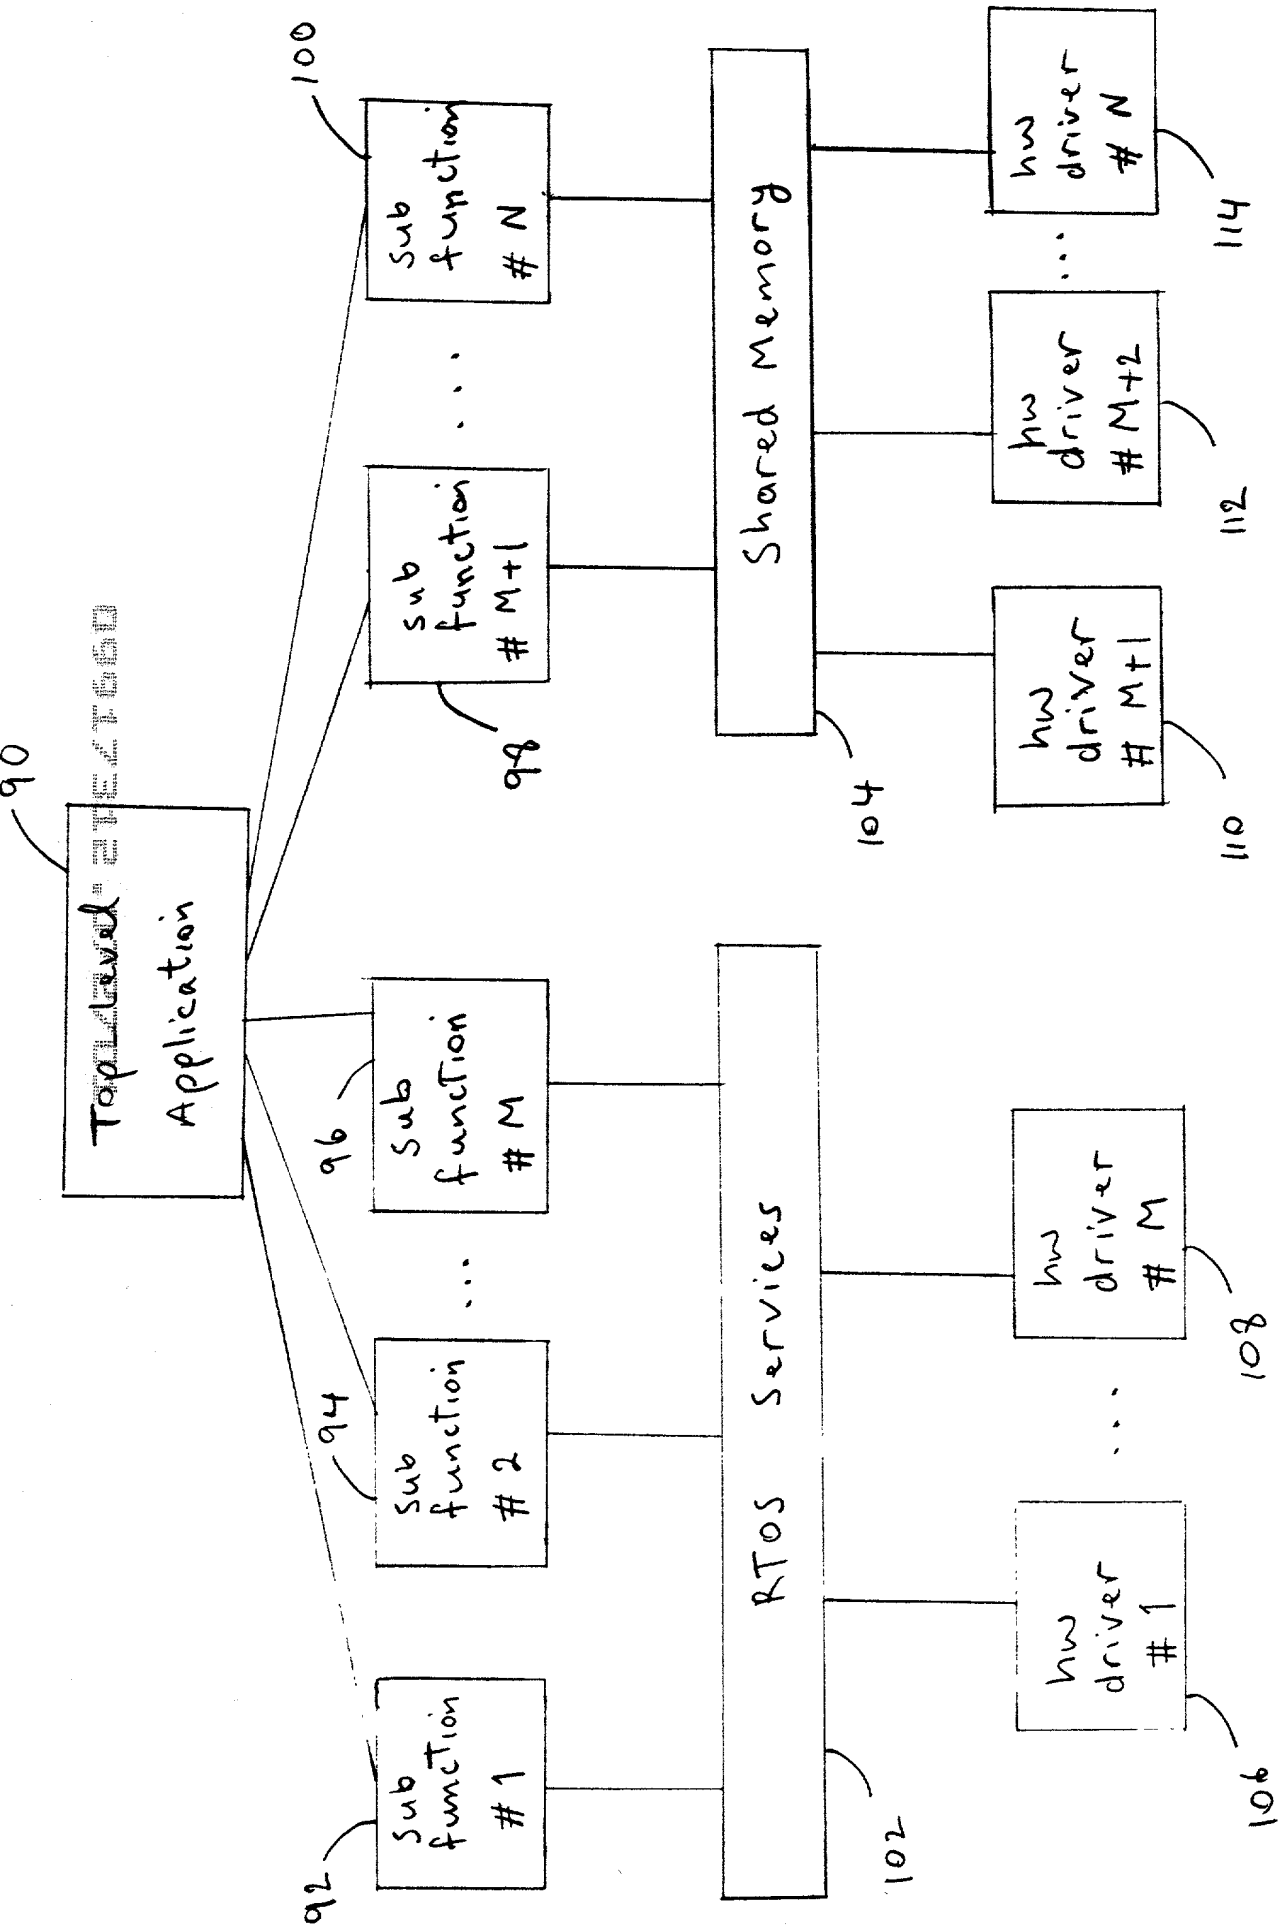 90
Top Level
Application
92
sub
function
# 1
94
sub
function
# 2
...
96
sub
function
# M
98
sub
function
# M+1
...
100
sub
function
# N
RTOS Services
102
Shared Memory
104
hw
driver
# 1
106
...
hw
driver
# M
108
hw
driver
# M+1
110
hw
driver
# M+2
112
...
hw
driver
# N
114